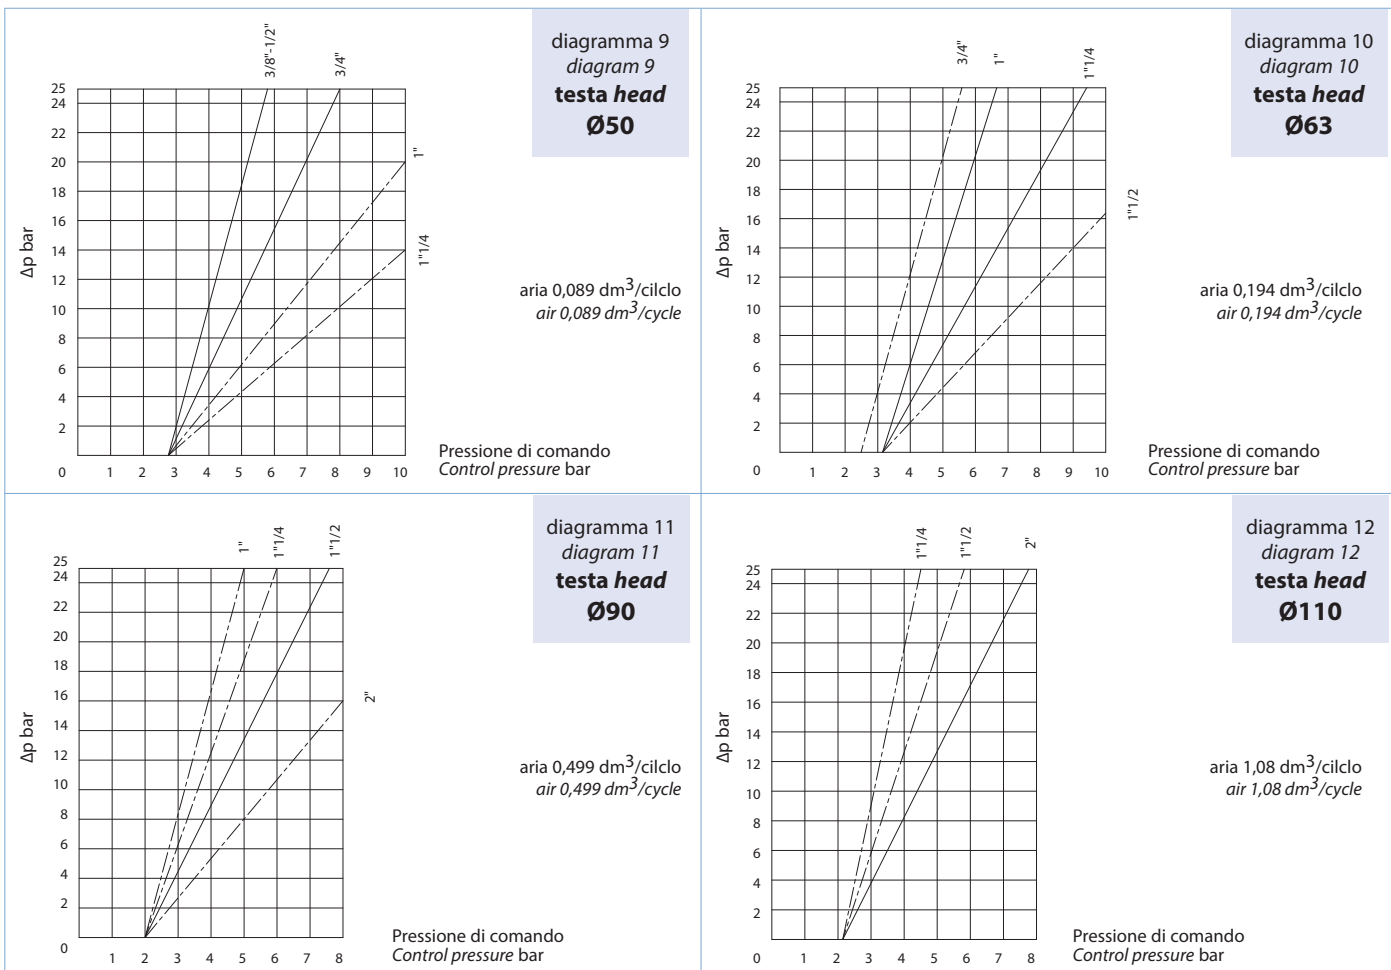 3/8"-1/2"
3/4"
diagramma 9
diagram 9
testa head
Ø50
25
24
22
20
18
16
14
12
10
8
6
4
2
0
1"
1"1/4
Δp bar
aria 0,089 dm3/cilclo
air 0,089 dm3/cycle
1 2 3 4 5 6 7 8 9 10
Pressione di comando
Control pressure bar
3/4"
1"
1"1/4
diagramma 10
diagram 10
testa head
Ø63
25
24
22
20
18
16
14
12
10
8
6
4
2
0
1"1/2
Δp bar
aria 0,194 dm3/cilclo
air 0,194 dm3/cycle
1 2 3 4 5 6 7 8 9 10
Pressione di comando
Control pressure bar
1"
1"1/4
1"1/2
diagramma 11
diagram 11
testa head
Ø90
25
24
22
20
18
16
14
12
10
8
6
4
2
0
2"
Δp bar
aria 0,499 dm3/cilclo
air 0,499 dm3/cycle
1 2 3 4 5 6 7 8
Pressione di comando
Control pressure bar
1"1/4
1"1/2
2"
diagramma 12
diagram 12
testa head
Ø110
25
24
22
20
18
16
14
12
10
8
6
4
2
0
Δp bar
aria 1,08 dm3/cilclo
air 1,08 dm3/cycle
1 2 3 4 5 6 7 8
Pressione di comando
Control pressure bar